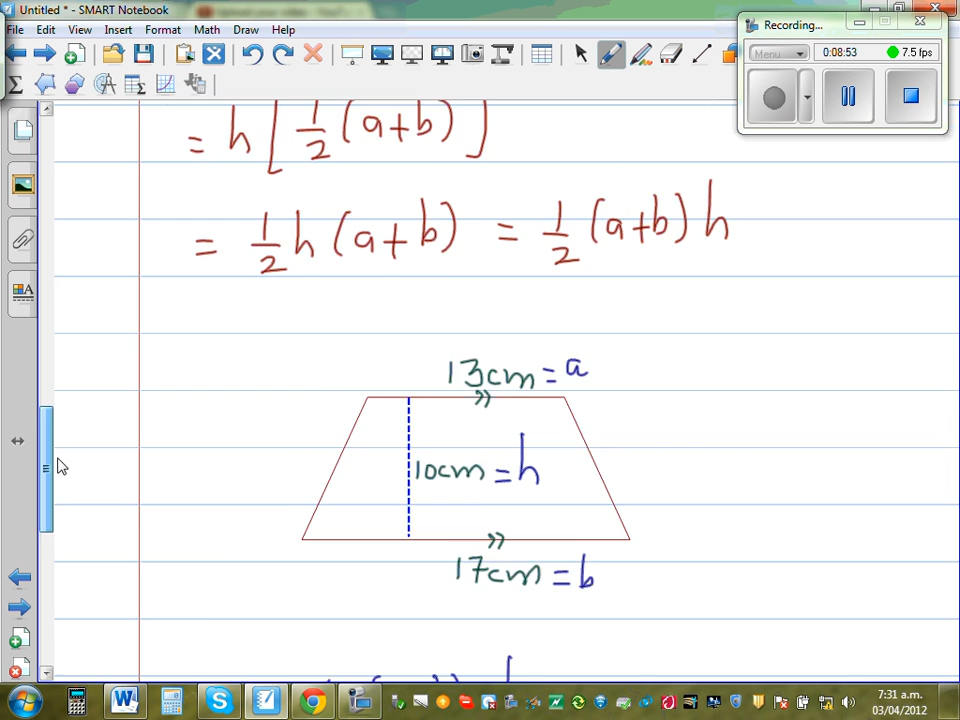 Untitled * - SMART Notebook
File Edit View Insert Format Math Draw Help
Recording...
Menu 0:08:53 7.5 fps
= h [ 1/2 (a+b) ]
= 1/2 h (a+b) = 1/2 (a+b) h
13cm = a
10cm = h
17cm = b
7:31 a.m.
03/04/2012